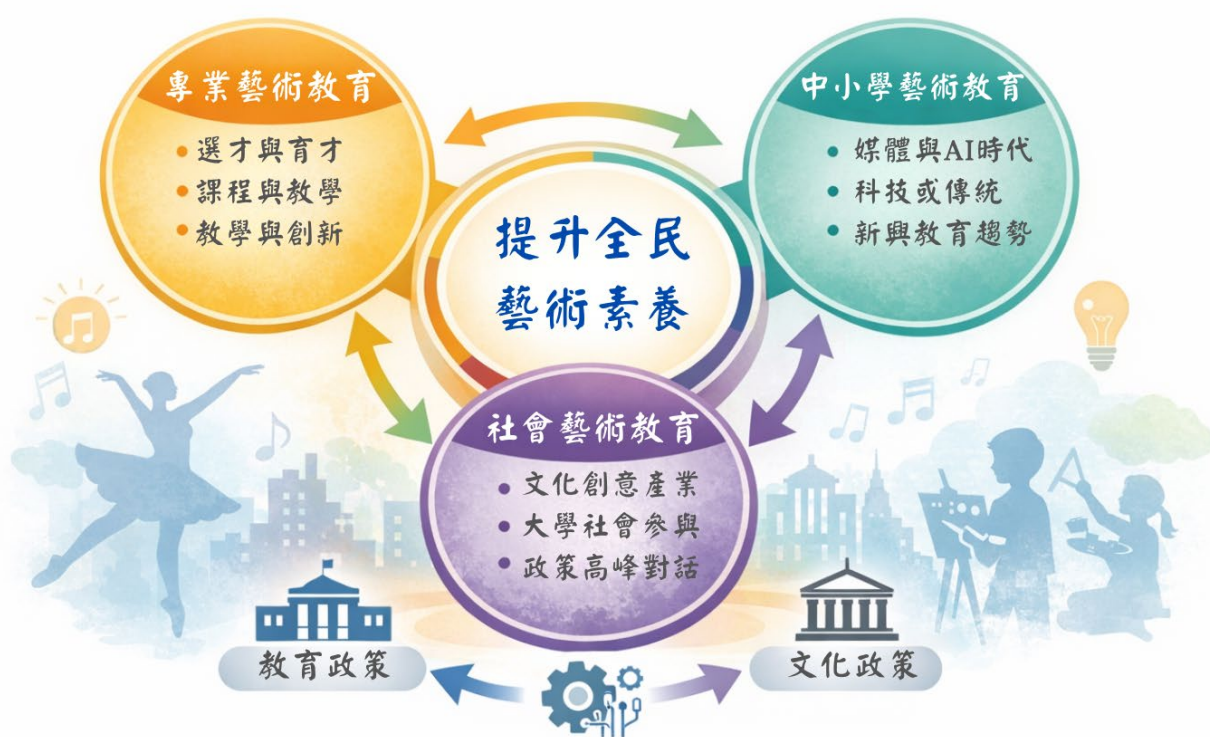 專業藝術教育
• 選才與育才
• 課程與教學
• 教學與創新
中小學藝術教育
• 媒體與AI時代
• 科技或傳統
• 新興教育趨勢
提升全民
藝術素養
社會藝術教育
• 文化創意產業
• 大學社會參與
• 政策高峰對話
教育政策
文化政策